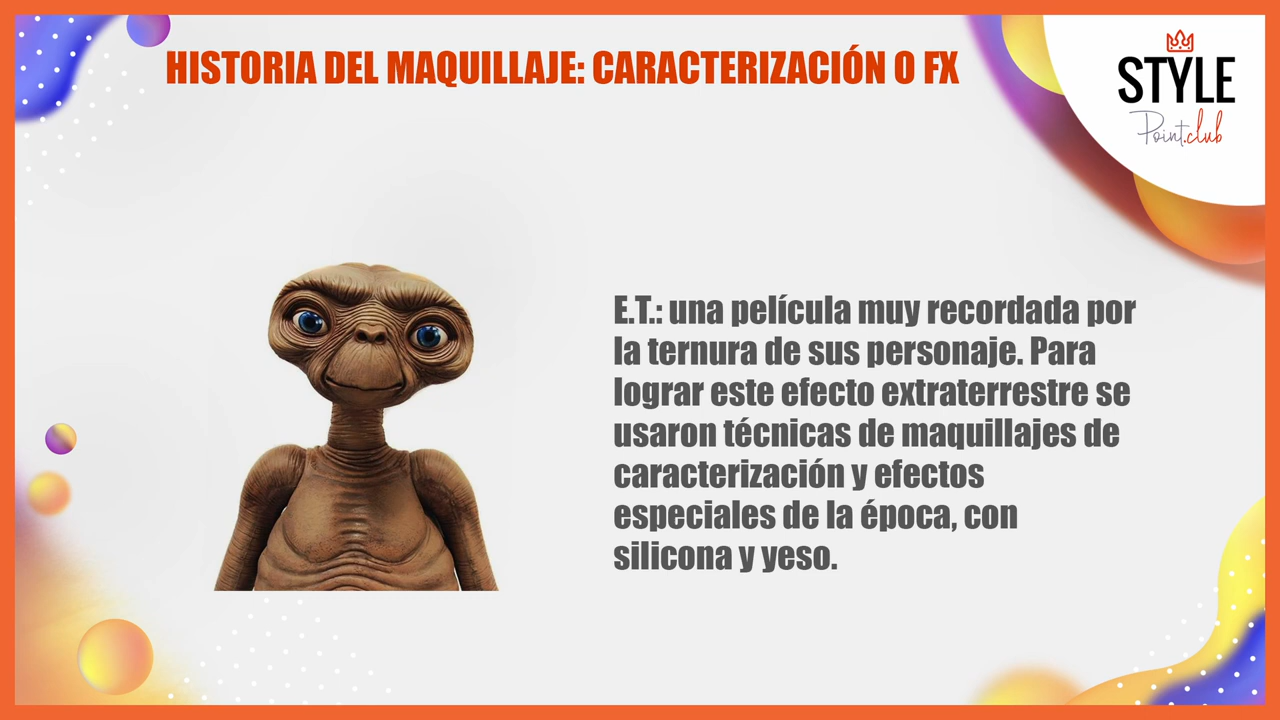 HISTORIA DEL MAQUILLAJE: CARACTERIZACIÓN O FX
STYLE
Point.club
E.T.: una película muy recordada por
la ternura de sus personaje. Para
lograr este efecto extraterrestre se
usaron técnicas de maquillajes de
caracterización y efectos
especiales de la época, con
silicona y yeso.